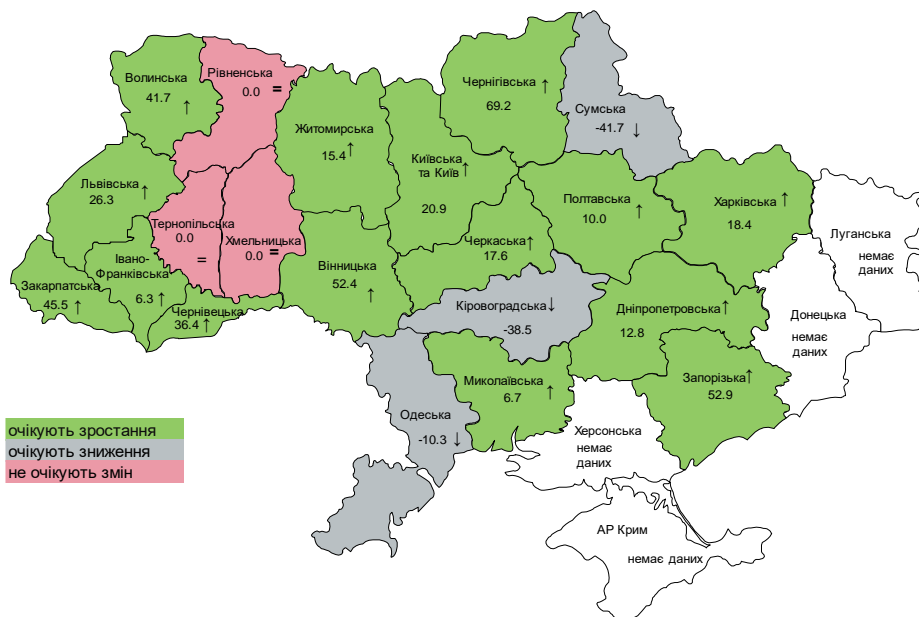 Волинська
41.7 ↑
Рівненська
0.0 =
Житомирська
15.4 ↑
Чернігівська ↑
69.2
Сумська
-41.7 ↓
Київська ↑
та Київ
20.9
Львівська ↑
26.3
Тернопільська
0.0
=
Хмельницька
0.0 =
Вінницька
52.4 ↑
Черкаська ↑
17.6
Полтавська
10.0 ↑
Харківська ↑
18.4
Луганська
немає
даних
Донецька
немає
даних
Закарпатська
45.5 ↑
Івано-
Франківська
6.3 ↑
Чернівецька
36.4 ↑
Кіровоградська ↓
-38.5
Дніпропетровська ↑
12.8
Запорізька ↑
52.9
Миколаївська
6.7 ↑
Одеська
-10.3 ↓
Херсонська
немає
даних
АР Крим
немає даних
очікують зростання
очікують зниження
не очікують змін